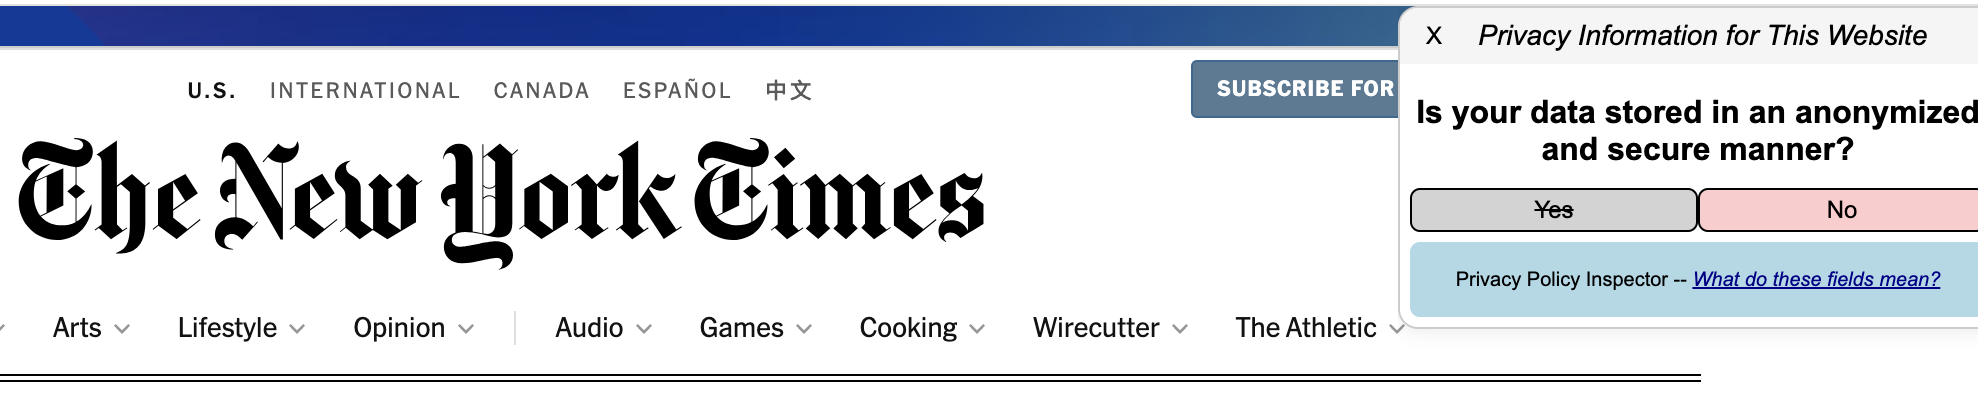 X Privacy Information for This Website
U.S. INTERNATIONAL CANADA ESPAÑOL 中文
SUBSCRIBE FOR
Is your data stored in an anonymized
and secure manner?
The New York Times
Yes No
Privacy Policy Inspector -- What do these fields mean?
Arts Lifestyle Opinion Audio Games Cooking Wirecutter The Athletic